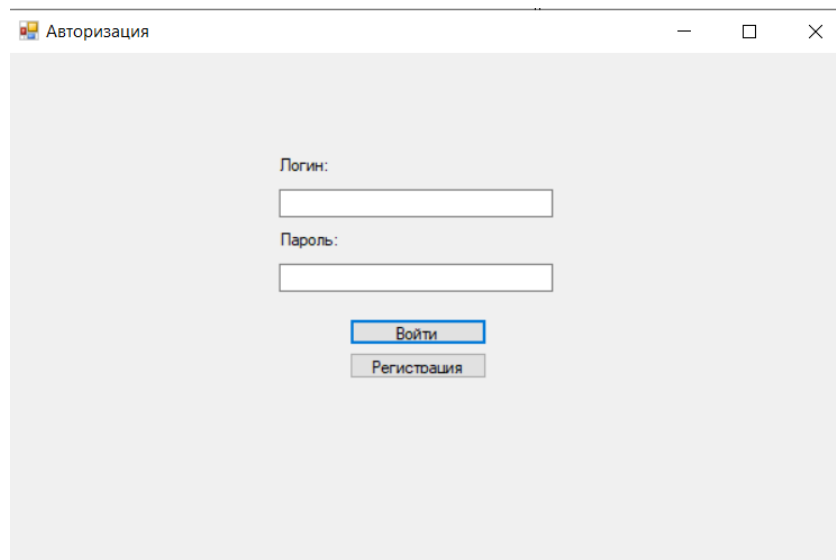 Авторизация
Логин:
Пароль:
Войти
Регистрация